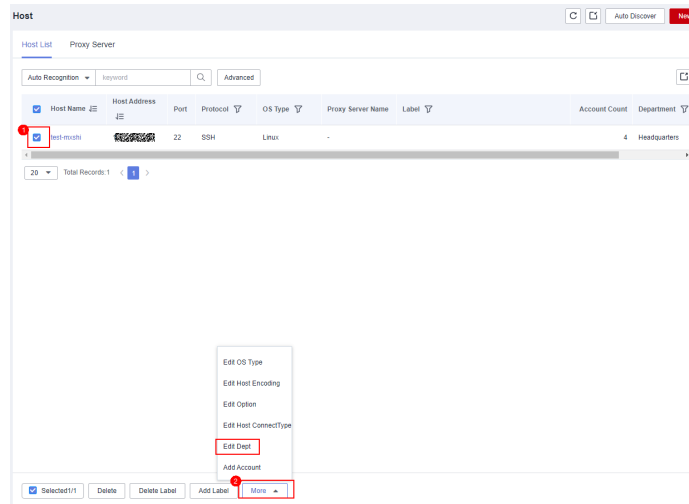 Host
Auto Discover New
Host List Proxy Server
Auto Recognition keyword Advanced
Host Name Host Address Port Protocol OS Type Proxy Server Name Label Account Count Department
1
test-mxshi 22 SSH Linux - 4 Headquarters
20 Total Records:1 < 1 >
Edit OS Type
Edit Host Encoding
Edit Option
Edit Host ConnectType
Edit Dept
Add Account
2
Selected1/1 Delete Delete Label Add Label More